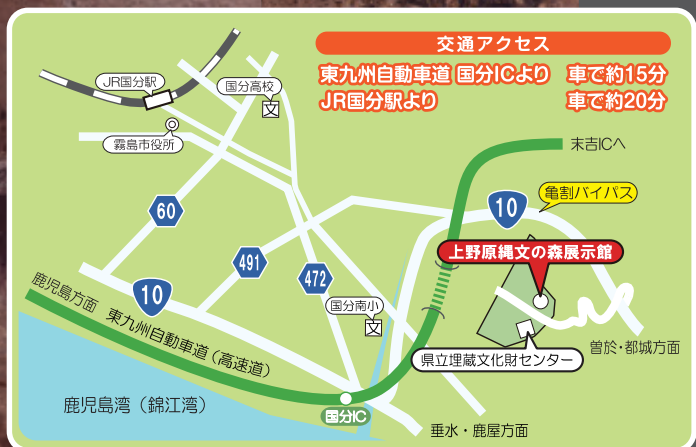 交通アクセス
東九州自動車道 国分ICより 車で約15分
JR国分駅より 車で約20分
JR国分駅
国分高校
文
霧島市役所
末吉ICへ
亀割バイパス
10
60
上野原縄文の森展示館
491
472
10
国分南小
文
鹿児島方面
東九州自動車道（高速道）
県立埋蔵文化財センター
曽於・都城方面
鹿児島湾（錦江湾）
国分IC
垂水・鹿屋方面